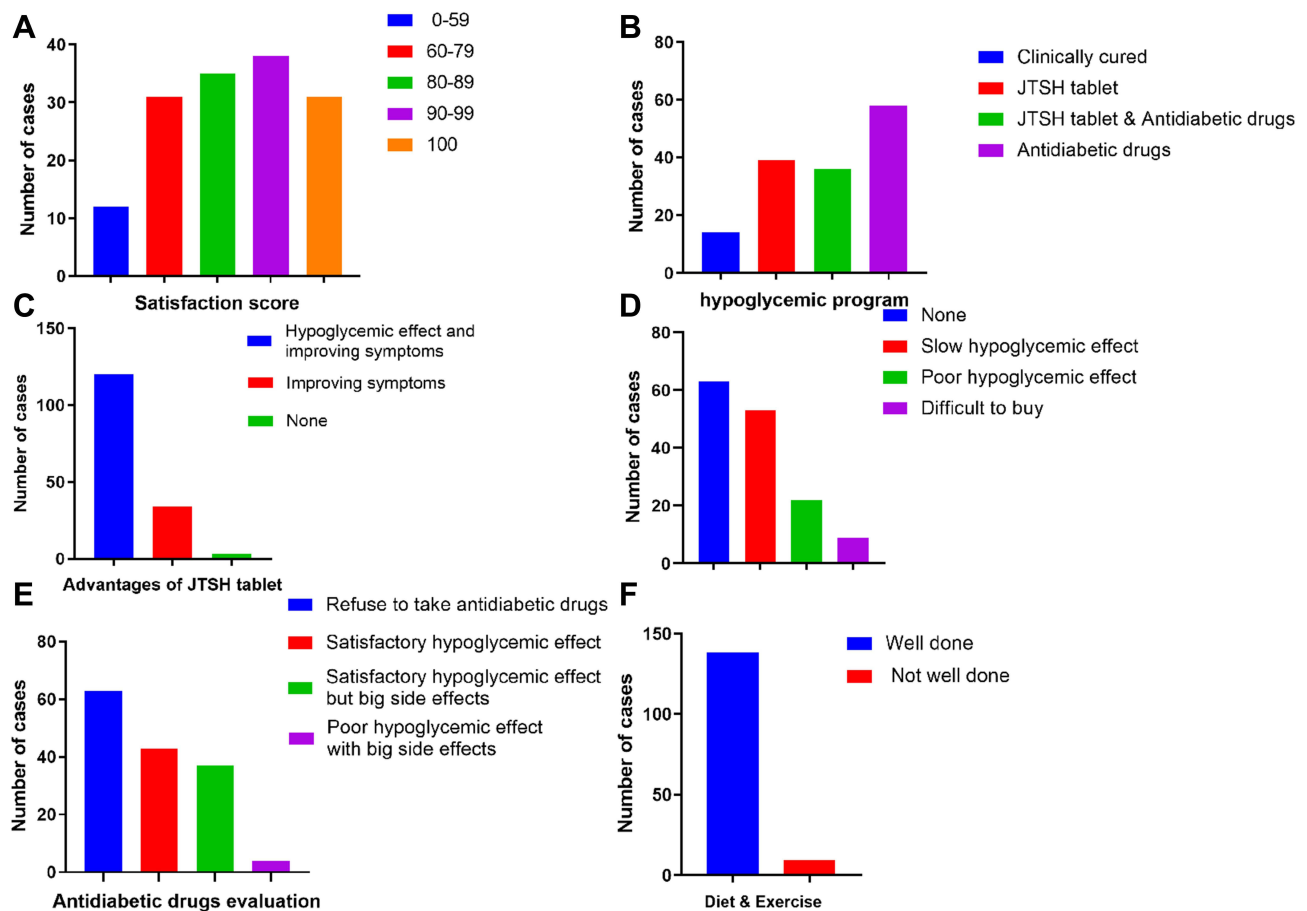 A
Number of cases
40
30
20
10
0
Satisfaction score
0-59
60-79
80-89
90-99
100
B
Number of cases
80
60
40
20
0
hypoglycemic program
Clinically cured
JTSH tablet
JTSH tablet & Antidiabetic drugs
Antidiabetic drugs
C
Number of cases
150
100
50
0
Advantages of JTSH tablet
Hypoglycemic effect and
improving symptoms
Improving symptoms
None
D
Number of cases
80
60
40
20
0
None
Slow hypoglycemic effect
Poor hypoglycemic effect
Difficult to buy
E
Number of cases
80
60
40
20
0
Antidiabetic drugs evaluation
Refuse to take antidiabetic drugs
Satisfactory hypoglycemic effect
Satisfactory hypoglycemic effect
but big side effects
Poor hypoglycemic effect
with big side effects
F
Number of cases
150
100
50
0
Diet & Exercise
Well done
Not well done